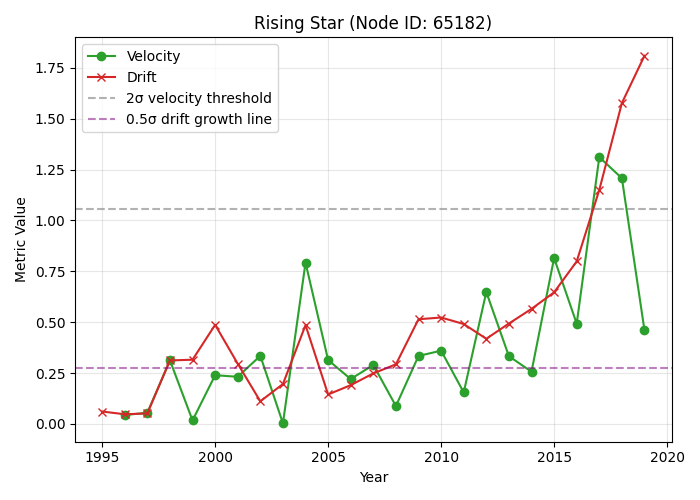 Rising Star (Node ID: 65182)
Velocity
Drift
2σ velocity threshold
0.5σ drift growth line
Metric Value
1.75
1.50
1.25
1.00
0.75
0.50
0.25
0.00
1995 2000 2005 2010 2015 2020
Year